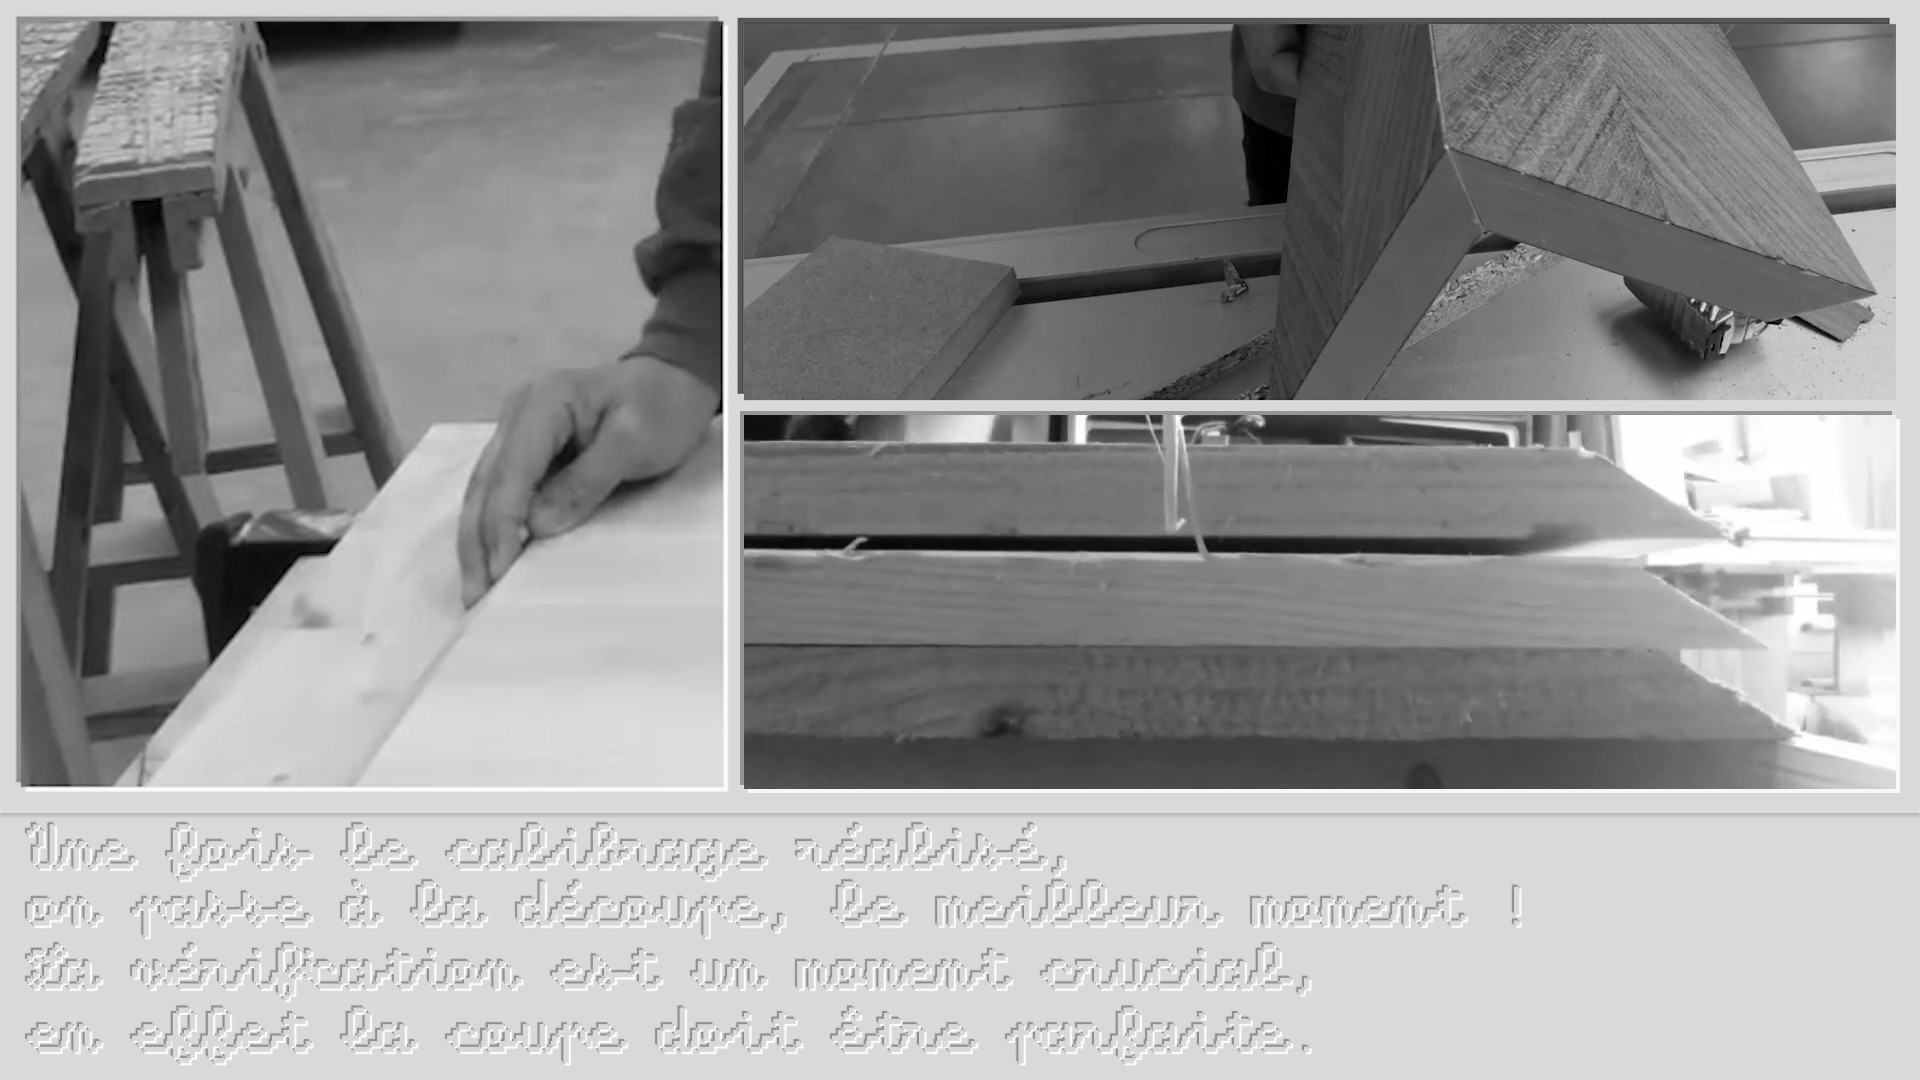 Une fois le calibrage réalisé,
on passe à la découpe, le meilleur moment !
La vérification est un moment crucial,
en effet la coupe doit être parfaite.